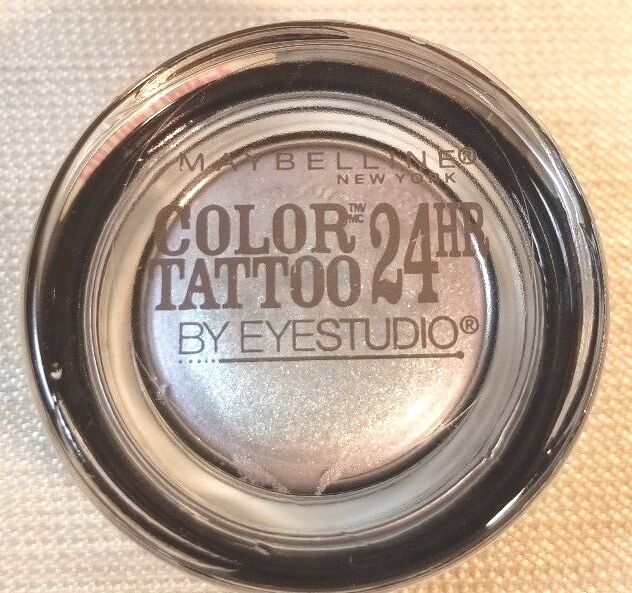 MAYBELLINE®
NEW YORK
COLOR™ MC 24HR
TATTOO
BY EYESTUDIO®